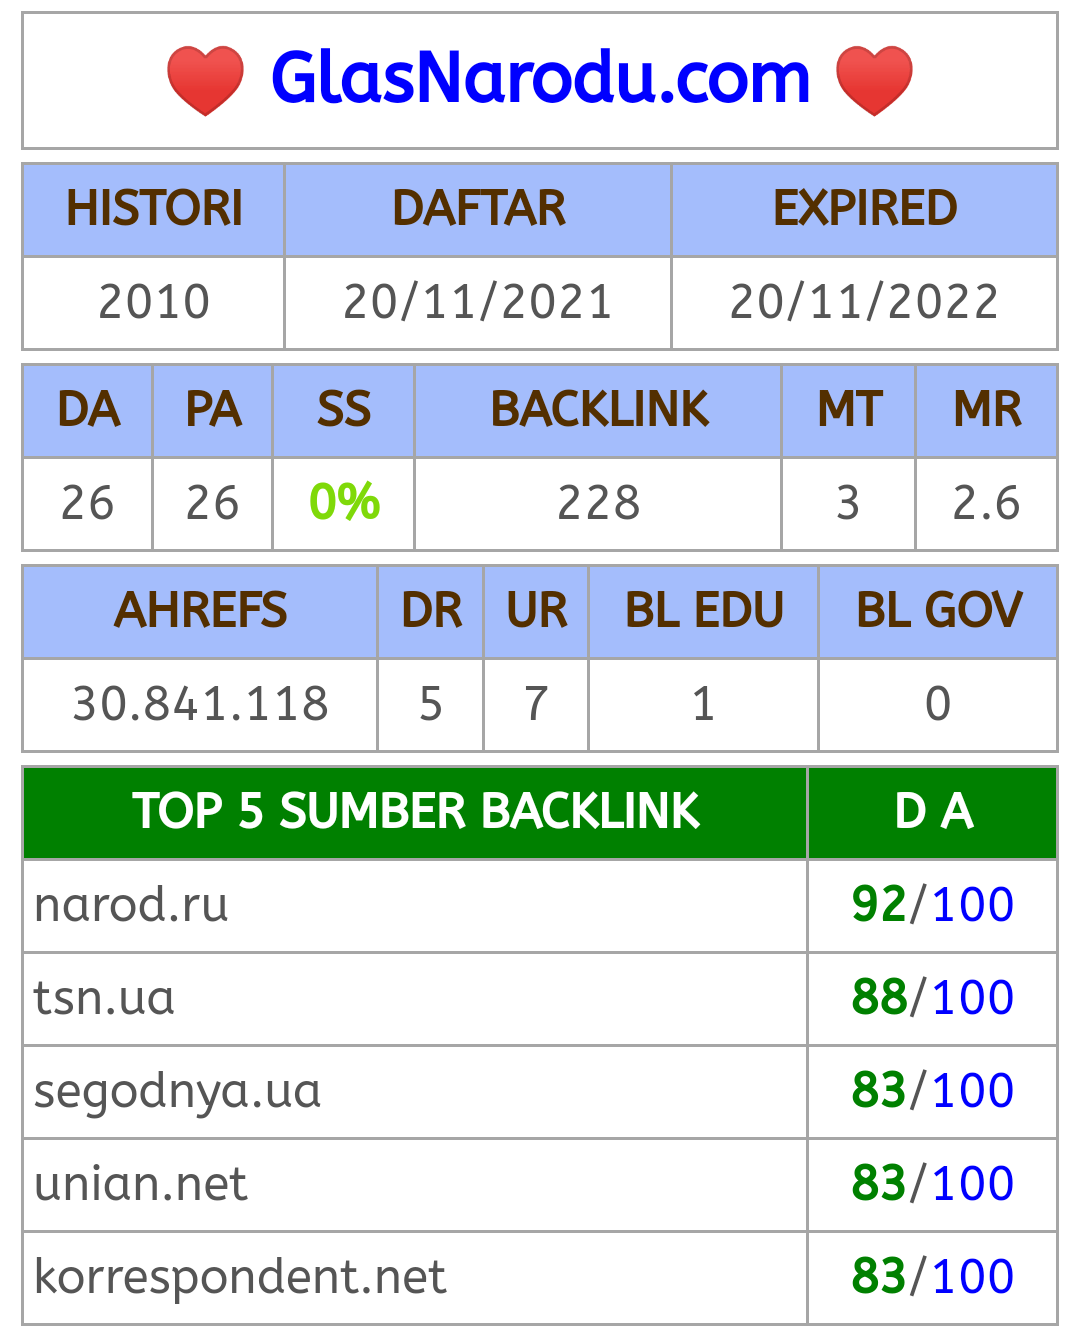 GlasNarodu.com
HISTORI DAFTAR EXPIRED
2010 20/11/2021 20/11/2022
DA PA SS BACKLINK MT MR
26 26 0% 228 3 2.6
AHREFS DR UR BL EDU BL GOV
30.841.118 5 7 1 0
TOP 5 SUMBER BACKLINK D A
narod.ru 92/100
tsn.ua 88/100
segodnya.ua 83/100
unian.net 83/100
korrespondent.net 83/100